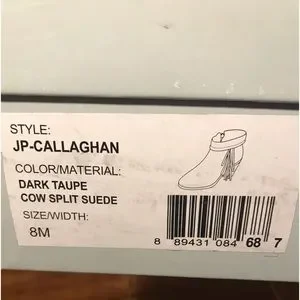 STYLE:
JP-CALLAGHAN
COLOR/MATERIAL:
DARK TAUPE
COW SPLIT SUEDE
SIZE/WIDTH:
8M
8 89431 084 68 7